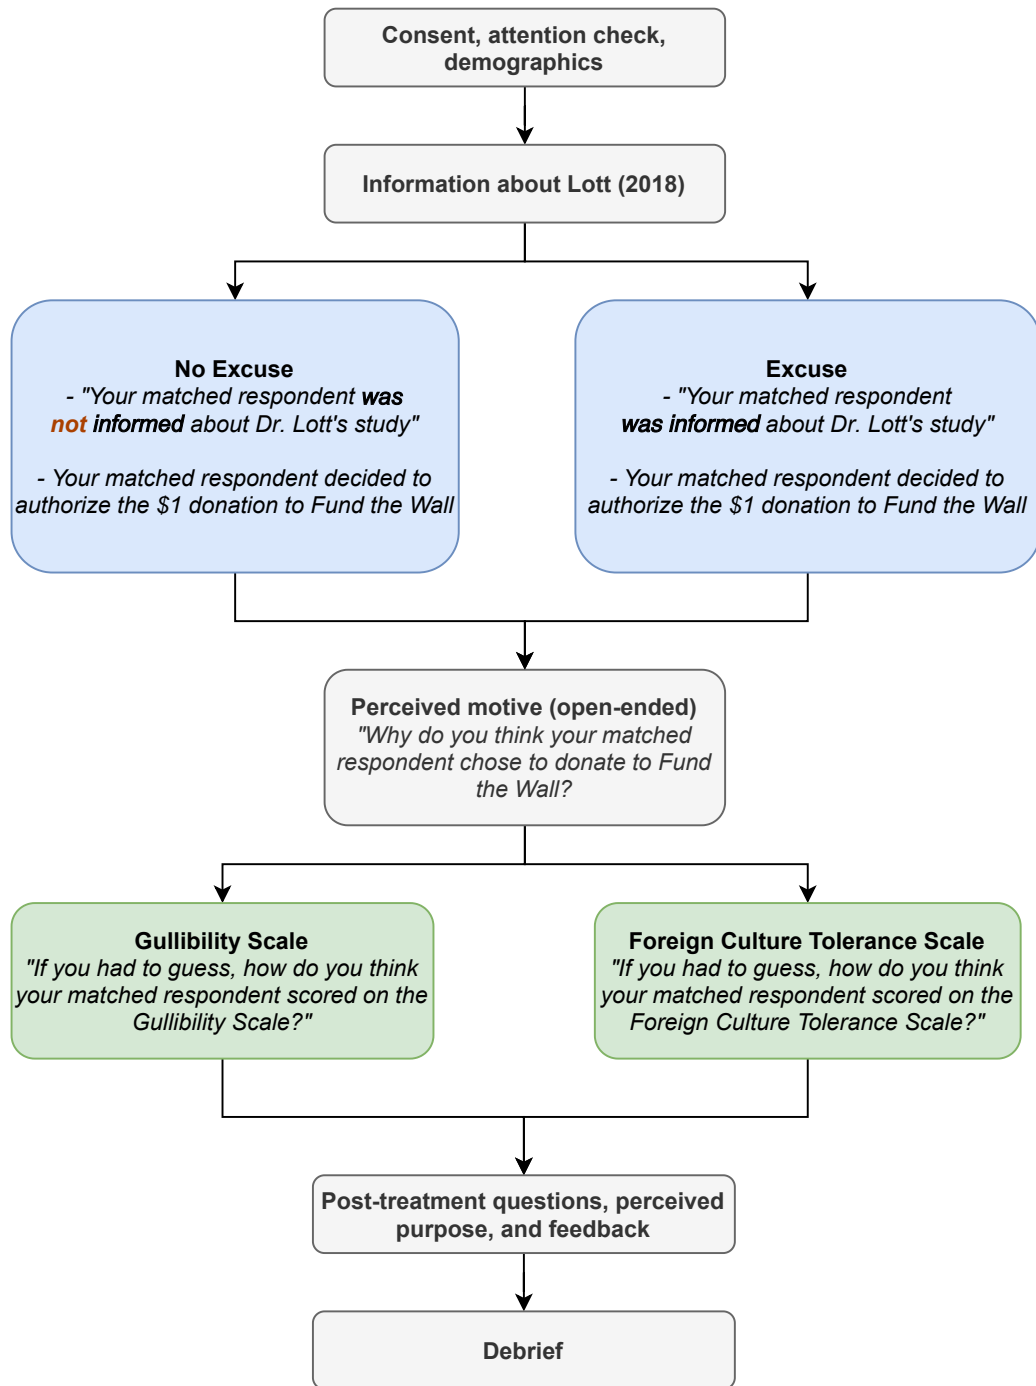 Consent, attention check,
demographics
Information about Lott (2018)
No Excuse
- "Your matched respondent was
not informed about Dr. Lott's study"
- Your matched respondent decided to
authorize the $1 donation to Fund the Wall
Excuse
- "Your matched respondent
was informed about Dr. Lott's study"
- Your matched respondent decided to
authorize the $1 donation to Fund the Wall
Perceived motive (open-ended)
"Why do you think your matched
respondent chose to donate to Fund
the Wall?
Gullibility Scale
"If you had to guess, how do you think
your matched respondent scored on the
Gullibility Scale?"
Foreign Culture Tolerance Scale
"If you had to guess, how do you think
your matched respondent scored on the
Foreign Culture Tolerance Scale?"
Post-treatment questions, perceived
purpose, and feedback
Debrief